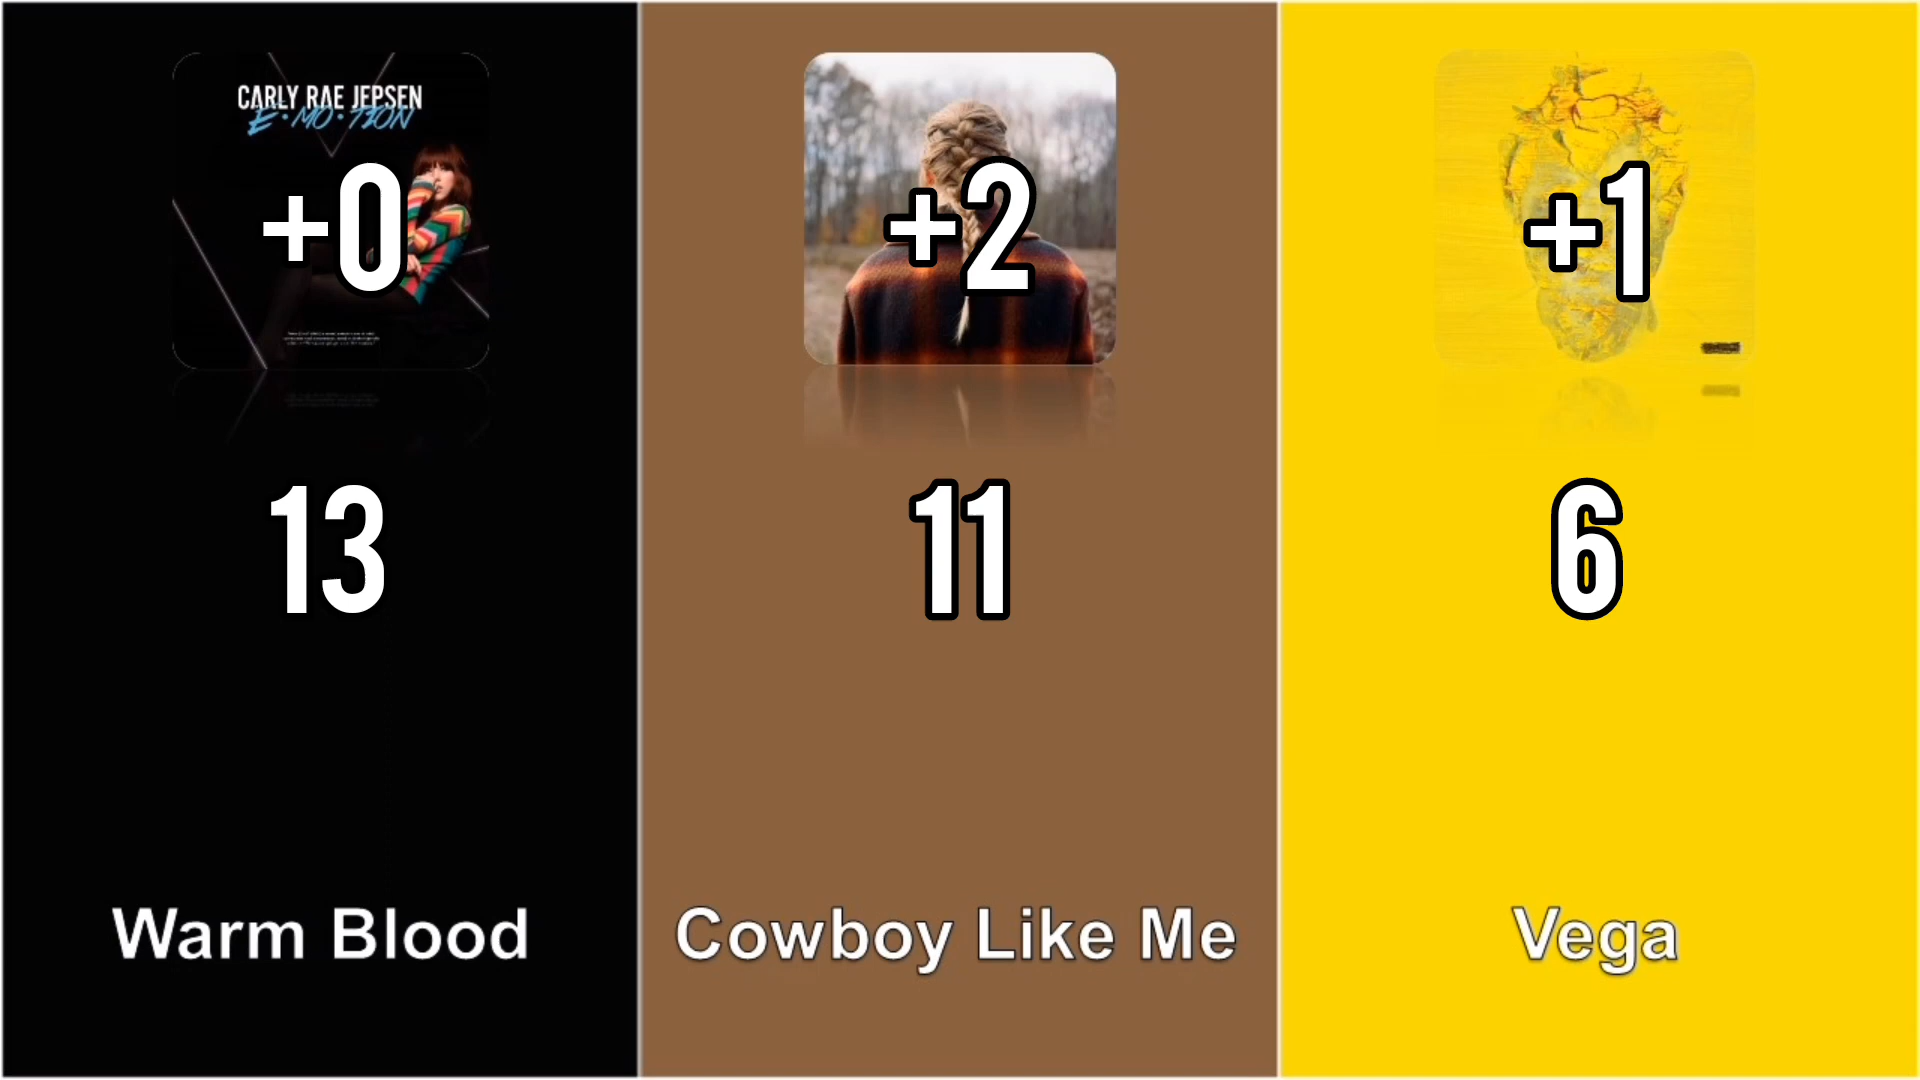 CARLY RAE JEPSEN
E•MO•TION
+0
13
Warm Blood
+2
11
Cowboy Like Me
+1
6
Vega